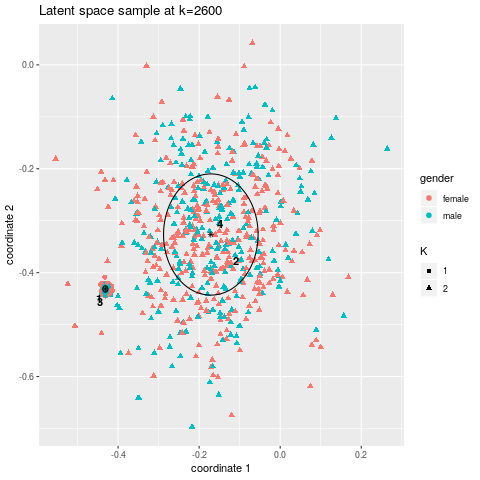 Latent space sample at k=2600
0.0
-0.2
-0.4
-0.6
coordinate 2
4
2
1
3
-0.4
-0.2
0.0
0.2
coordinate 1
gender
female
male
K
1
2